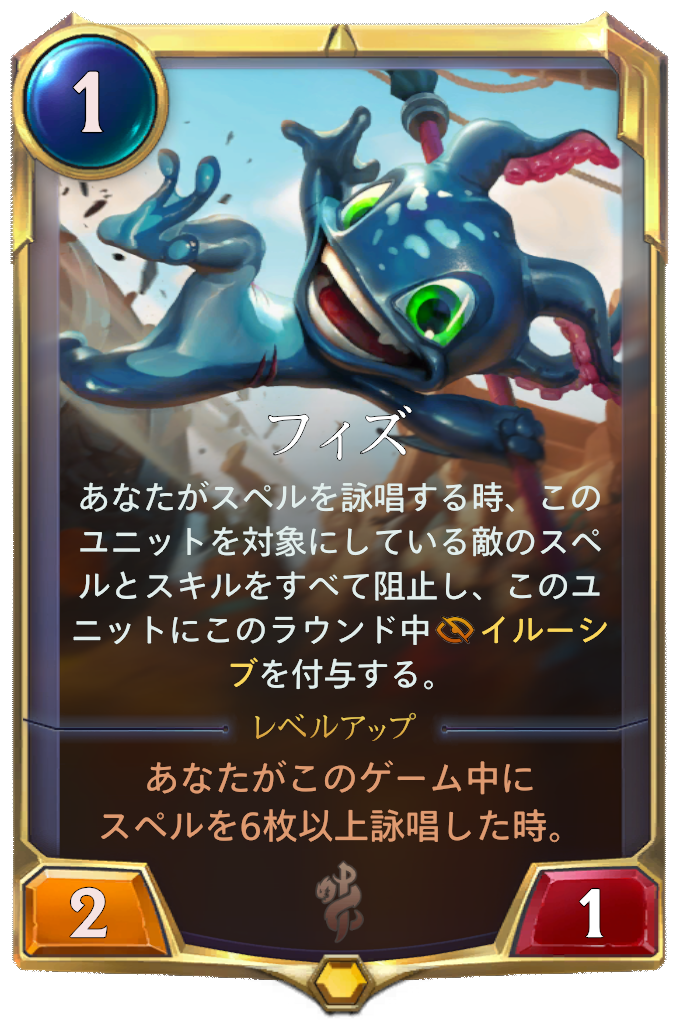 1
フィズ
あなたがスペルを詠唱する時、この
ユニットを対象にしている敵のスペ
ルとスキルをすべて阻止し、このユ
ニットにこのラウンド中イルーシ
ブを付与する。
レベルアップ
あなたがこのゲーム中に
スペルを6枚以上詠唱した時。
2
1